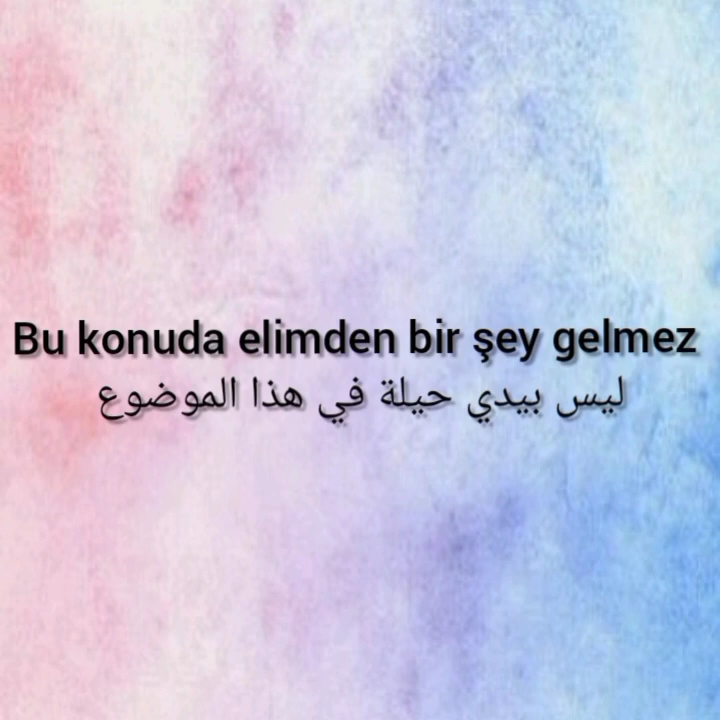 Bu konuda elimden bir şey gelmez
ليس بيدي حيلة في هذا الموضوع